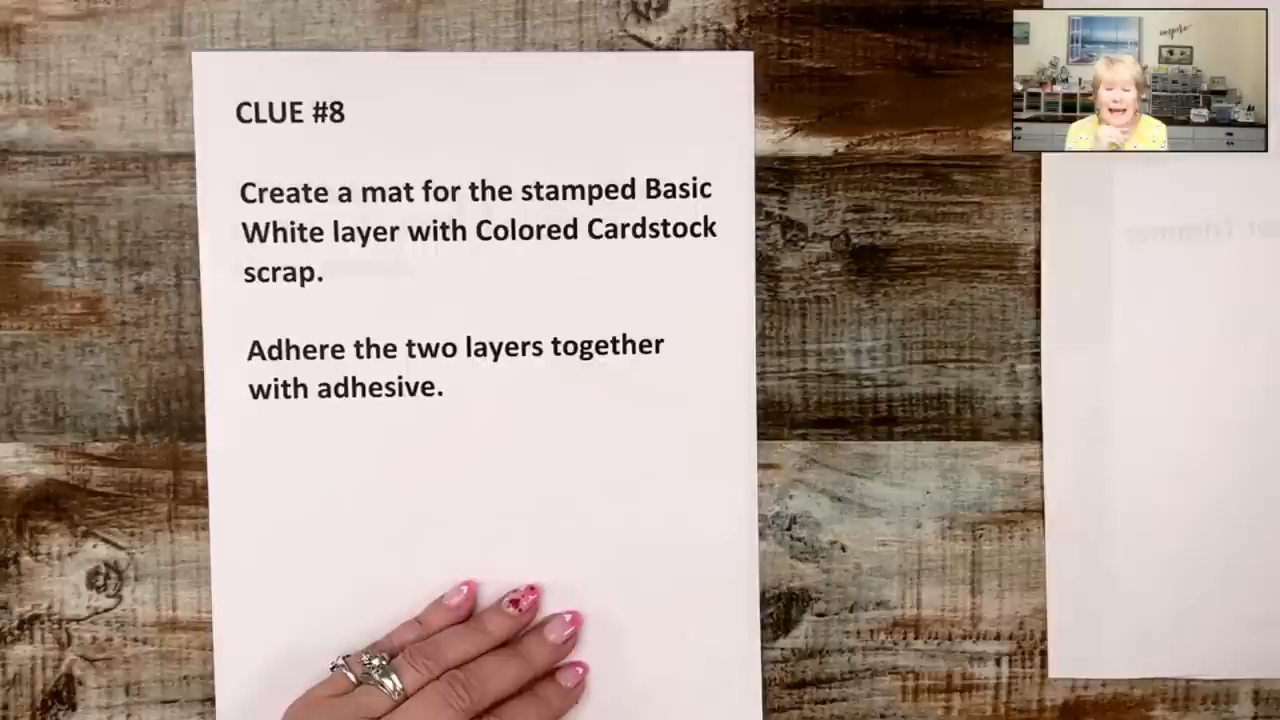 CLUE #8
Create a mat for the stamped Basic
White layer with Colored Cardstock
scrap.
Adhere the two layers together
with adhesive.
inspire